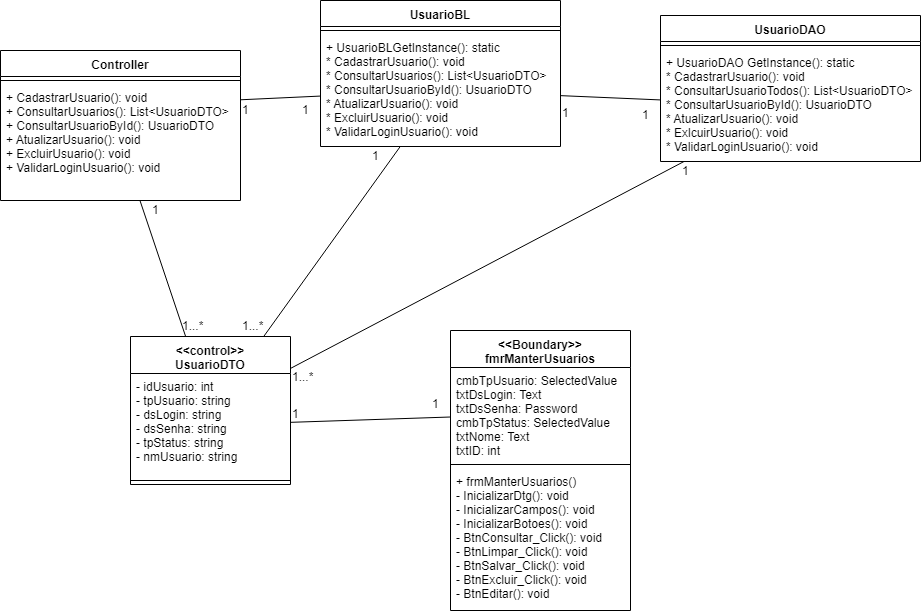 Controller
+ CadastrarUsuario(): void
+ ConsultarUsuarios(): List<UsuarioDTO>
+ ConsultarUsuarioById(): UsuarioDTO
+ AtualizarUsuario(): void
+ ExcluirUsuario(): void
+ ValidarLoginUsuario(): void
UsuarioBL
+ UsuarioBLGetInstance(): static
* CadastrarUsuario(): void
* ConsultarUsuarios(): List<UsuarioDTO>
* ConsultarUsuarioById(): UsuarioDTO
* AtualizarUsuario(): void
* ExcluirUsuario(): void
* ValidarLoginUsuario(): void
UsuarioDAO
+ UsuarioDAO GetInstance(): static
* CadastrarUsuario(): void
* ConsultarUsuarioTodos(): List<UsuarioDTO>
* ConsultarUsuarioById(): UsuarioDTO
* AtualizarUsuario(): void
* ExlcuirUsuario(): void
* ValidarLoginUsuario(): void
1
1
1
1
1
1
1
1...*
1...*
1...*
1
1
<<control>>
UsuarioDTO
- idUsuario: int
- tpUsuario: string
- dsLogin: string
- dsSenha: string
- tpStatus: string
- nmUsuario: string
<<Boundary>>
fmrManterUsuarios
cmbTpUsuario: SelectedValue
txtDsLogin: Text
txtDsSenha: Password
cmbTpStatus: SelectedValue
txtNome: Text
txtID: int
+ frmManterUsuarios()
- InicializarDtg(): void
- InicializarCampos(): void
- InicializarBotoes(): void
- BtnConsultar_Click(): void
- BtnLimpar_Click(): void
- BtnSalvar_Click(): void
- BtnExcluir_Click(): void
- BtnEditar(): void